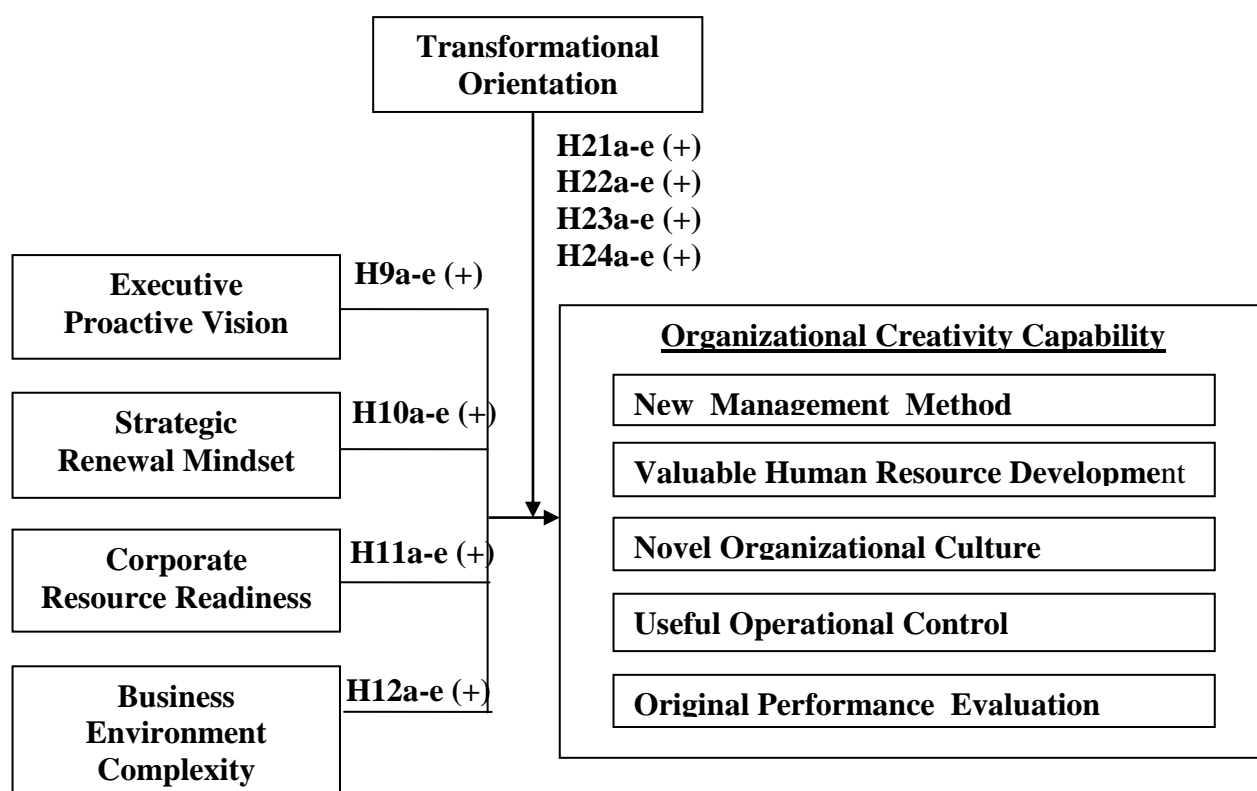 Transformational
Orientation
H21a-e (+)
H22a-e (+)
H23a-e (+)
H24a-e (+)
H9a-e (+)
Executive
Proactive Vision
H10a-e (+)
Strategic
Renewal Mindset
H11a-e (+)
Corporate
Resource Readiness
H12a-e (+)
Business
Environment
Complexity
Organizational Creativity Capability
New Management Method
Valuable Human Resource Development
Novel Organizational Culture
Useful Operational Control
Original Performance Evaluation